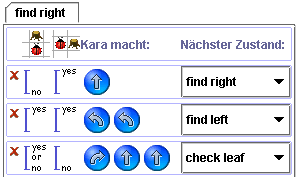 find right
Kara macht: Nächster Zustand:
no yes find right
yes yes find left
yes or no no check leaf